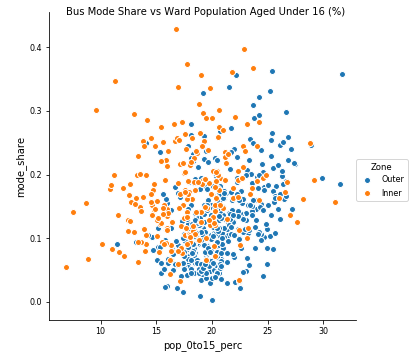 Bus Mode Share vs Ward Population Aged Under 16 (%)
0.4
0.3
0.2
0.1
0.0
mode_share
10
15
20
25
30
pop_0to15_perc
Zone
Outer
Inner